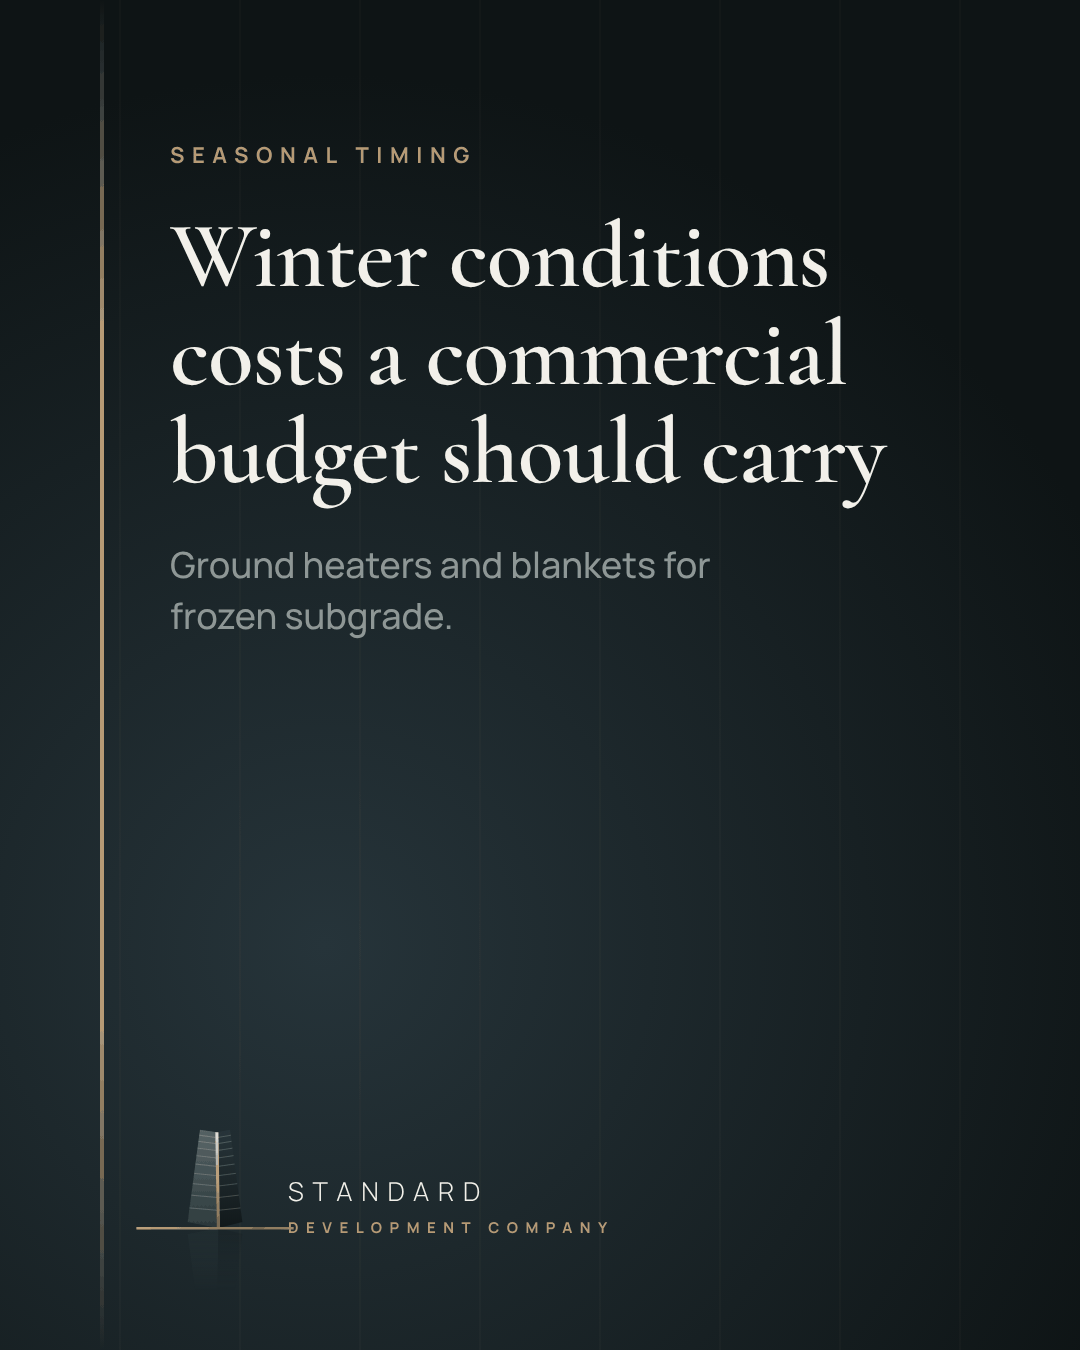 SEASONAL TIMING
Winter conditions
costs a commercial
budget should carry
Ground heaters and blankets for
frozen subgrade.
STANDARD
DEVELOPMENT COMPANY